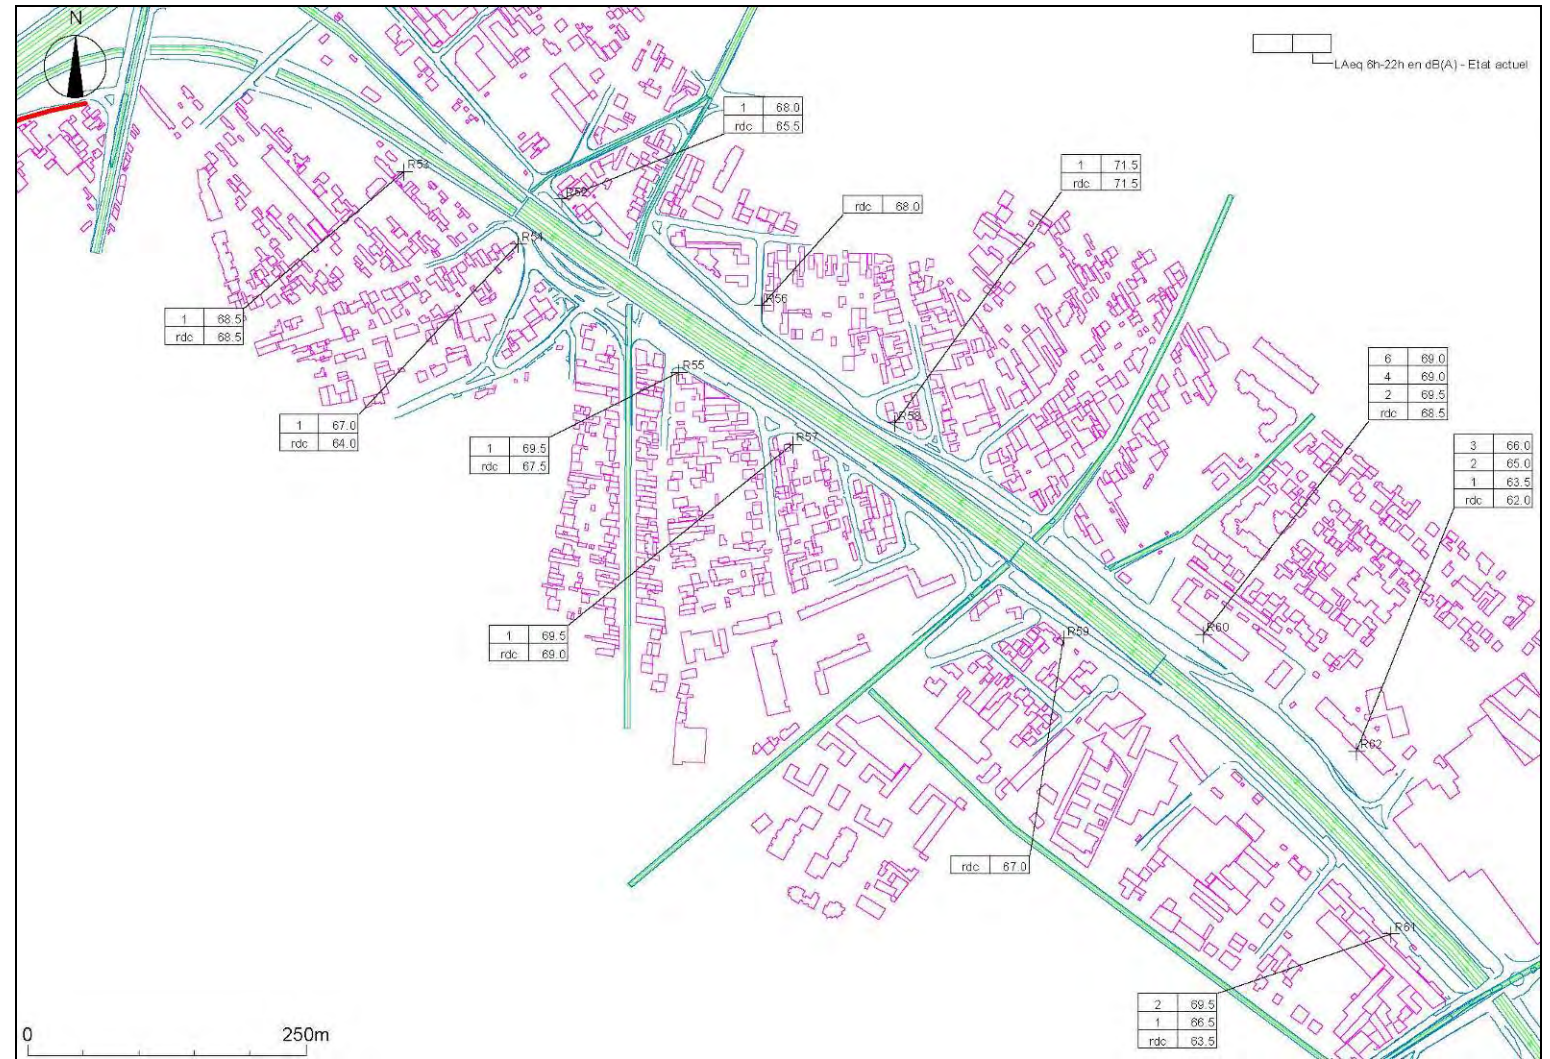 N
LAeq 6h-22h en dB(A) - Etat actuel
1 68.0
rdc 65.5
1 71.5
rdc 71.5
R53
R52
rdc 68.0
R54
R56
1 68.5
rdc 68.5
6 69.0
4 69.0
2 69.5
rdc 68.5
R55
R58
1 67.0
rdc 64.0
R57
1 69.5
rdc 67.5
3 66.0
2 65.0
1 63.5
rdc 62.0
R59
R60
1 69.5
rdc 69.0
R62
rdc 67.0
R61
2 69.5
1 66.5
rdc 63.5
0 250m